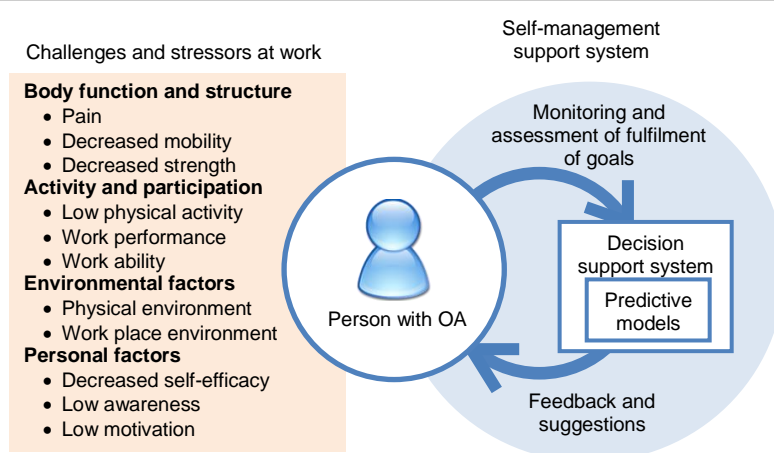 Challenges and stressors at work
Body function and structure
• Pain
• Decreased mobility
• Decreased strength
Activity and participation
• Low physical activity
• Work performance
• Work ability
Environmental factors
• Physical environment
• Work place environment
Personal factors
• Decreased self-efficacy
• Low awareness
• Low motivation
Person with OA
Self-management
support system
Monitoring and
assessment of fulfilment
of goals
Decision
support system
Predictive
models
Feedback and
suggestions